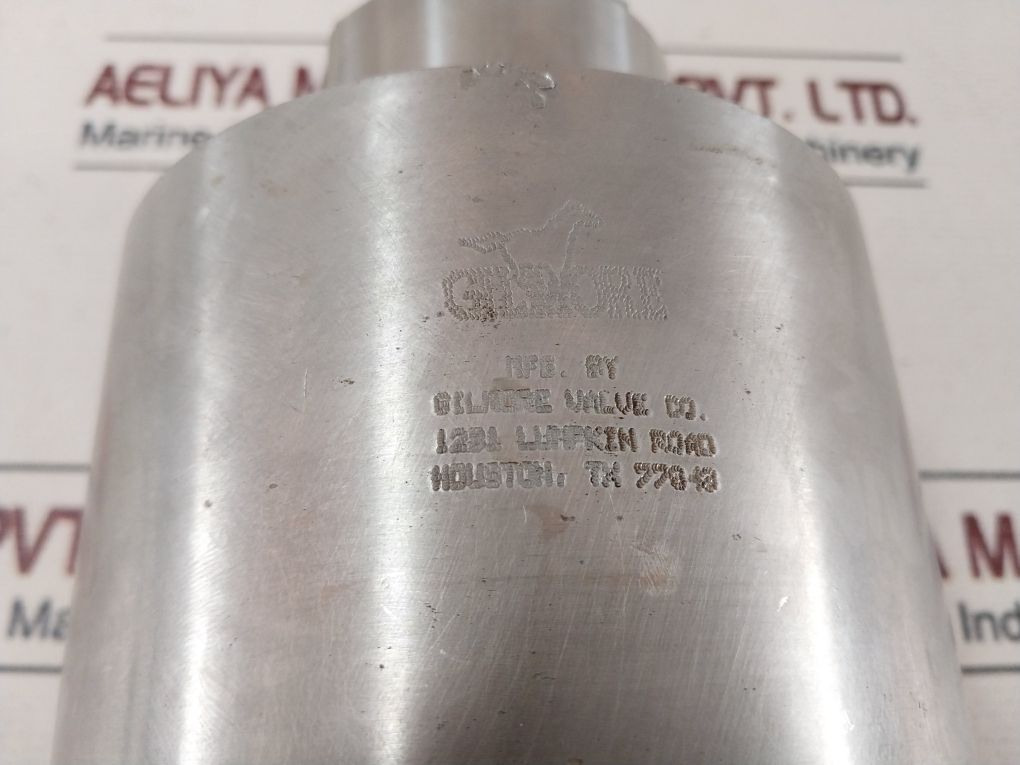 AELIYA M PVT. LTD.
Marine hinery
GILMORE
MFG. BY
GILMORE VALVE CO.
1231 LUMPKIN ROAD
HOUSTON, TX 77043
PVT A M
Ma Ind